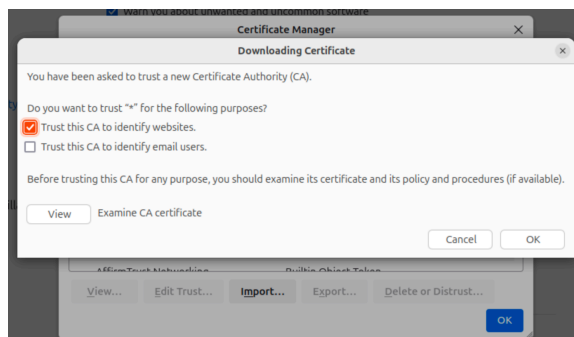 Warn you about unwanted and uncommon software
Certificate Manager
Downloading Certificate
You have been asked to trust a new Certificate Authority (CA).
Do you want to trust "*" for the following purposes?
Trust this CA to identify websites.
Trust this CA to identify email users.
Before trusting this CA for any purpose, you should examine its certificate and its policy and procedures (if available).
View Examine CA certificate
Cancel OK
AffirmTrust Networking Builtin Object Token
View... Edit Trust... Import... Export... Delete or Distrust...
OK